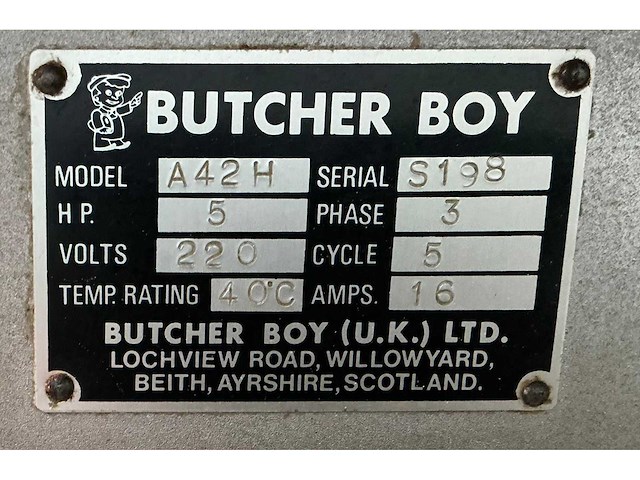 BUTCHER BOY
MODEL A42H SERIAL S198
H P. 5 PHASE 3
VOLTS 220 CYCLE 5
TEMP. RATING 40°C AMPS. 16
BUTCHER BOY (U.K.) LTD.
LOCHVIEW ROAD, WILLOWYARD,
BEITH, AYRSHIRE, SCOTLAND.